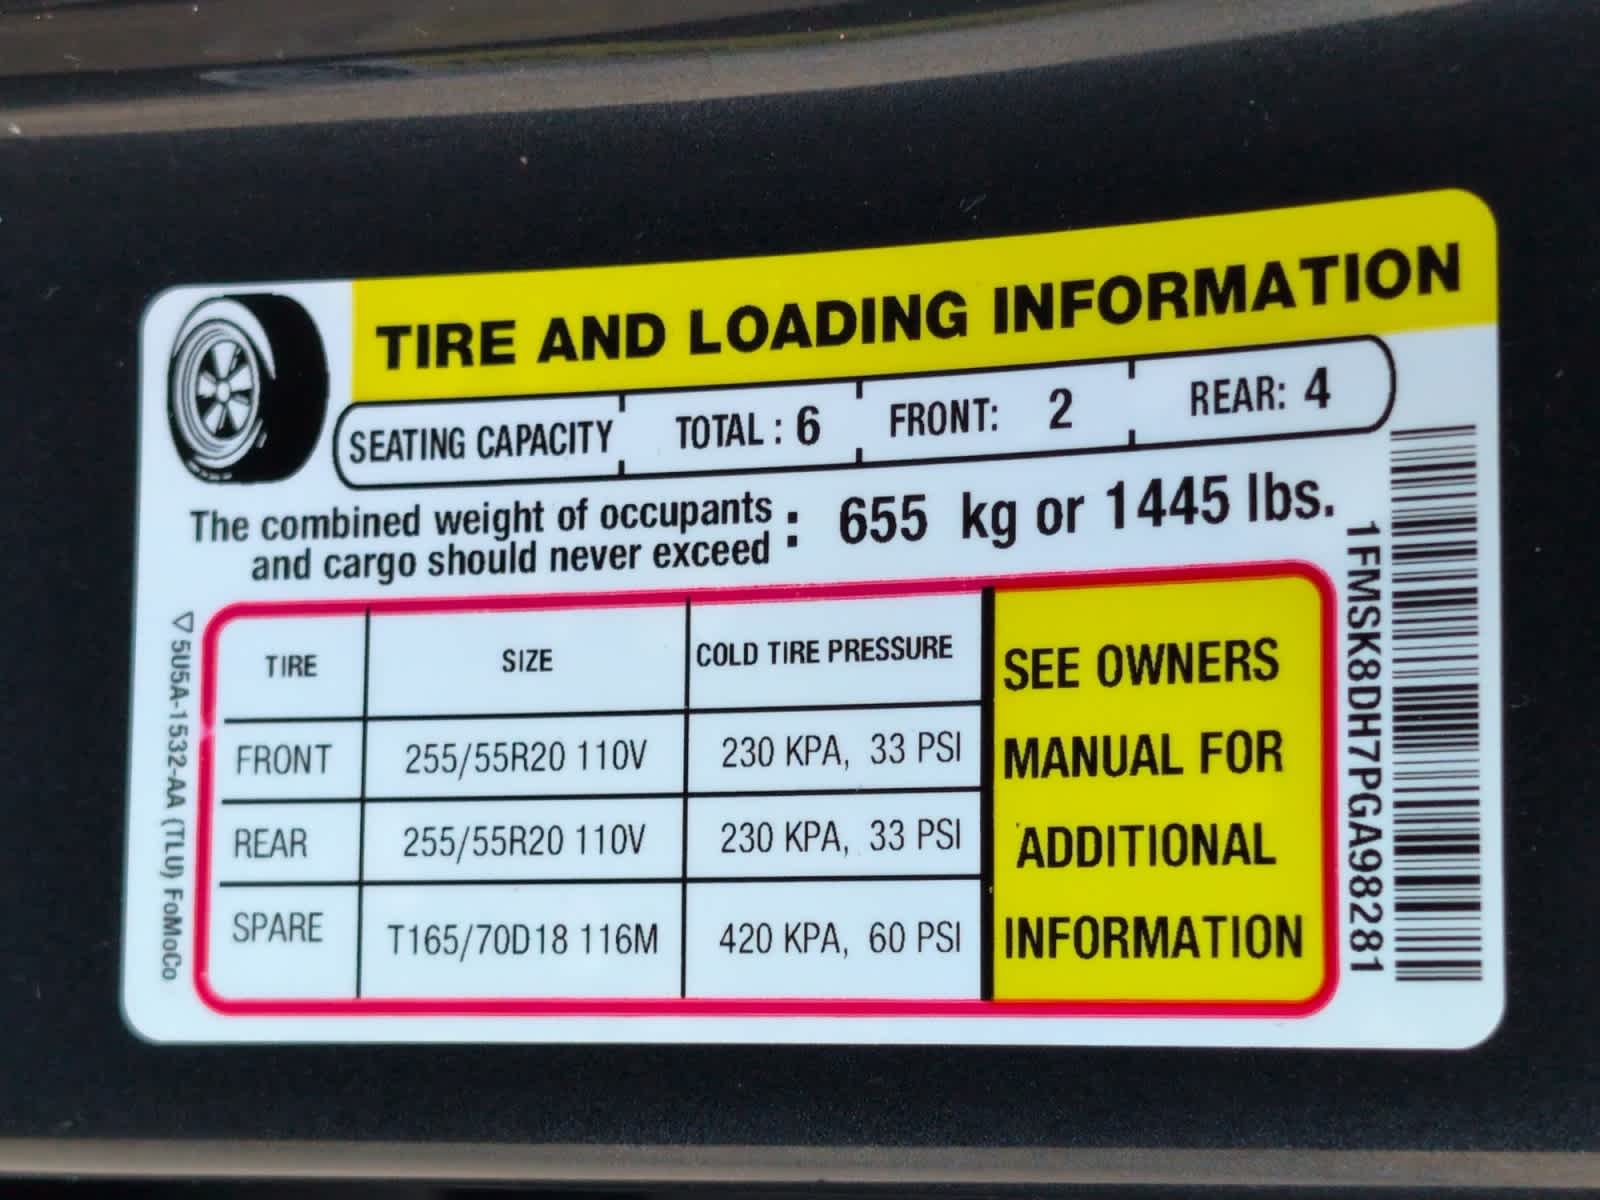 TIRE AND LOADING INFORMATION
SEATING CAPACITY TOTAL : 6 FRONT: 2 REAR: 4
The combined weight of occupants
and cargo should never exceed : 655 kg or 1445 lbs.
TIRE SIZE COLD TIRE PRESSURE
FRONT 255/55R20 110V 230 KPA, 33 PSI
REAR 255/55R20 110V 230 KPA, 33 PSI
SPARE T165/70D18 116M 420 KPA, 60 PSI
SEE OWNERS
MANUAL FOR
ADDITIONAL
INFORMATION
5U5A-1532-AA (TLU) FoMoCo
1FMSK8DH7PGA98281